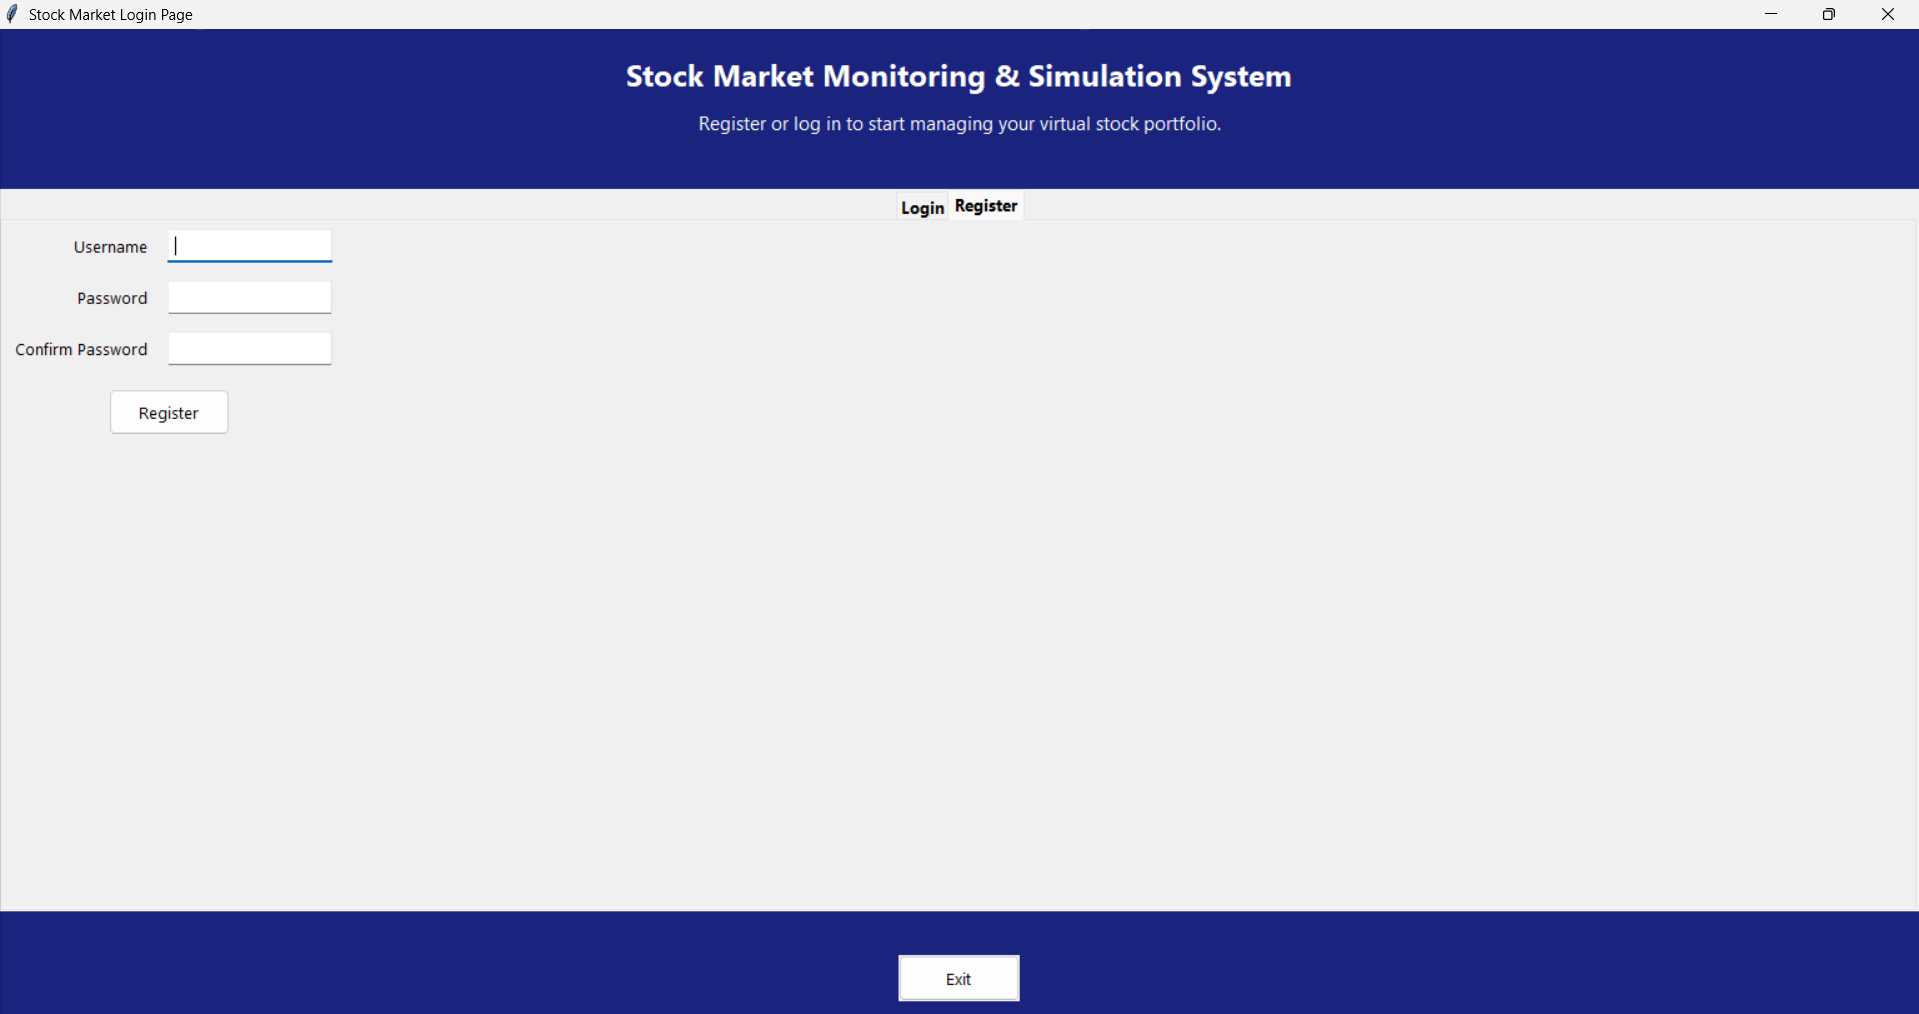 Stock Market Login Page
Stock Market Monitoring & Simulation System
Register or log in to start managing your virtual stock portfolio.
Login Register
Username
Password
Confirm Password
Register
Exit